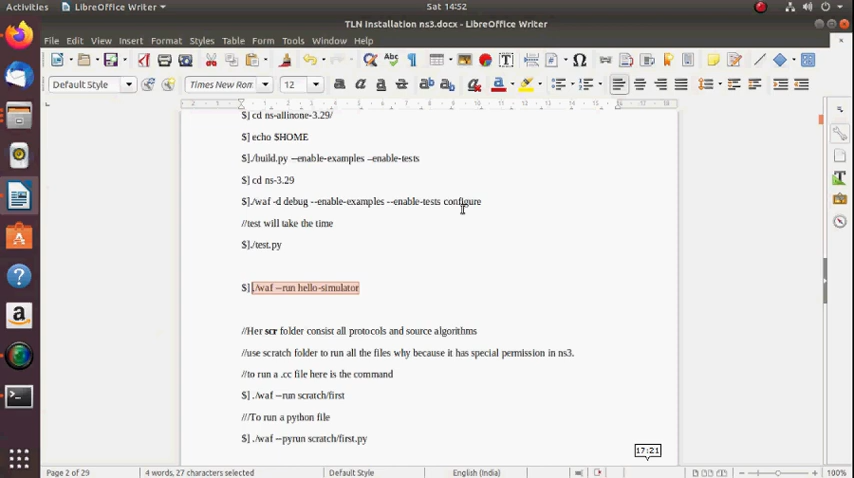 Activities LibreOffice Writer Sat 14:52
TLN Installation ns3.docx - LibreOffice Writer
File Edit View Insert Format Styles Table Form Tools Window Help
Default Style Times New Rom 12
$] cd ns-allinone-3.29/
$] echo $HOME
$]./build.py –enable-examples –enable-tests
$] cd ns-3.29
$]./waf -d debug --enable-examples --enable-tests configure
//test will take the time
$]./test.py
$] ./waf –run hello-simulator
//Her scr folder consist all protocols and source algorithms
//use scratch folder to run all the files why because it has special permission in ns3.
//to run a .cc file here is the command
$] ./waf –run scratch/first
///To run a python file
$] ./waf --pyrun scratch/first.py
17:21
Page 2 of 29 4 words, 27 characters selected Default Style English (India) 100%